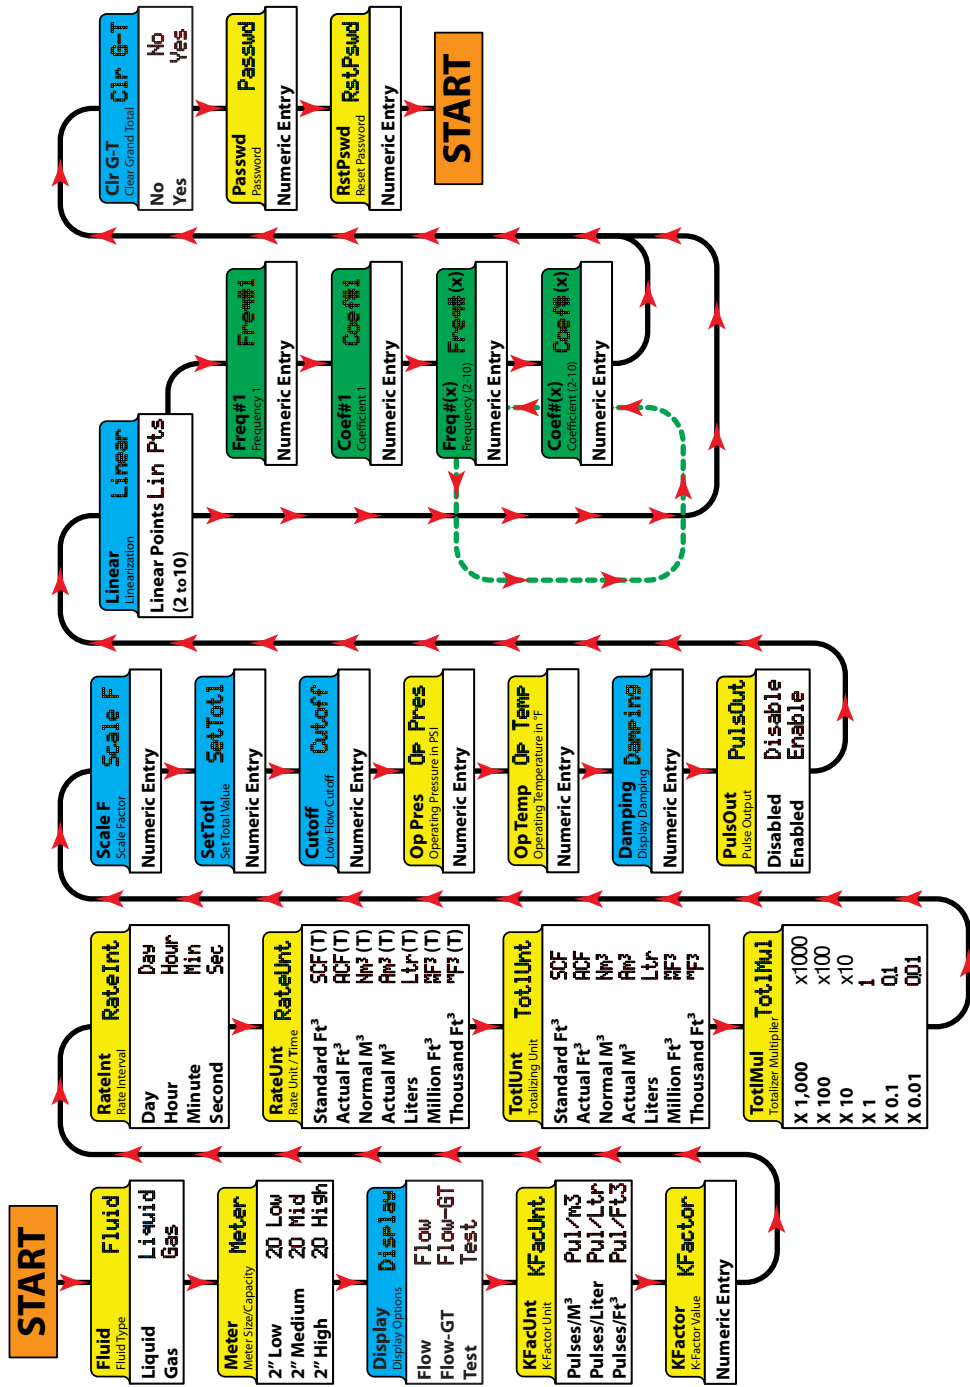 START
Fluid Fluid
Fluid Type
Liquid Liquid
Gas Gas
Meter Meter
Meter Size/Capacity
2" Low 20 Low
2" Medium 20 Mid
2" High 20 High
Display Display
Display Options
Flow Flow
Flow-GT Flow-GT
Test Test
KFacUnt KFacUnt
K-Factor Unit
Pulses/M³ Pul/m3
Pulses/Liter Pul/Ltr
Pulses/Ft³ Pul/Ft3
KFactor KFactor
K-Factor Value
Numeric Entry
RateInt RateInt
Rate Interval
Day Day
Hour Hour
Minute Min
Second Sec
RateUnt RateUnt
Rate Unit / Time
Standard Ft³ SCF(T)
Actual Ft³ ACF(T)
Normal M³ Nm³(T)
Actual M³ Am³(T)
Liters Ltr(T)
Million Ft³ MF³(T)
Thousand Ft³ mF³(T)
TotlUnt TotlUnt
Totalizing Unit
Standard Ft³ SCF
Actual Ft³ ACF
Normal M³ Nm³
Actual M³ Am³
Liters Ltr
Million Ft³ MF³
Thousand Ft³ mF³
TotlMul TotlMul
Totalizer Multiplier
X 1,000 x1000
X 100 x100
X 10 x10
X 1 1
X 0.1 0.1
X 0.01 0.01
Scale F Scale F
Scale Factor
Numeric Entry
SetTotl SetTotl
Set Total Value
Numeric Entry
Cutoff Cutoff
Low Flow Cutoff
Numeric Entry
Op Pres Op Pres
Operating Pressure in PSI
Numeric Entry
Op Temp Op Temp
Operating Temperature in °F
Numeric Entry
Damping Damping
Display Damping
Numeric Entry
PulsOut PulsOut
Pulse Output
Disabled Disable
Enabled Enable
Linear Linear
Linearization
Linear Points Lin Pts
(2 to 10)
Freq#1 Freq#1
Frequency 1
Numeric Entry
Coef#1 Coef#1
Coefficient 1
Numeric Entry
Freq#(x) Freq#(x)
Frequency (2-10)
Numeric Entry
Coef#(x) Coef#(x)
Coefficient (2-10)
Numeric Entry
Clr G-T Clr G-T
Clear Grand Total
No No
Yes Yes
Passwd Passwd
Password
Numeric Entry
RstPswd RstPswd
Reset Password
Numeric Entry
START